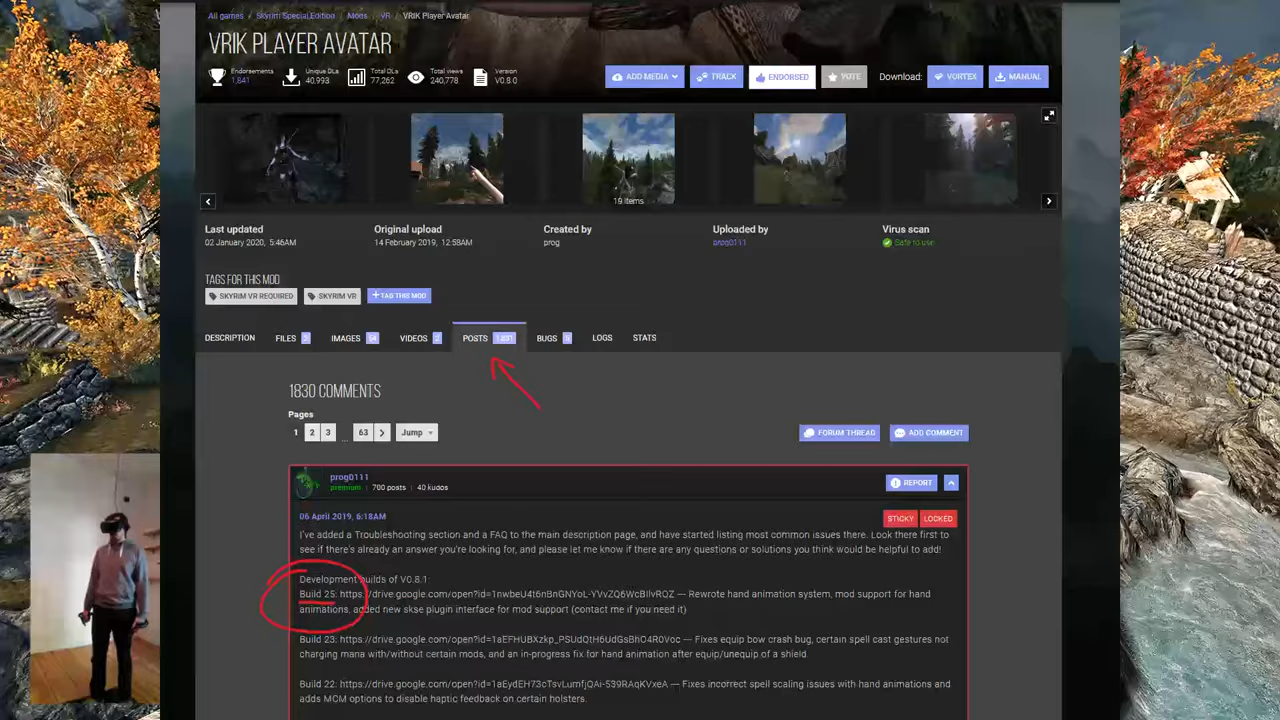 All games / Skyrim Special Edition / Mods / VR / VRIK Player Avatar
VRIK PLAYER AVATAR
Endorsements
1,841
Unique DLs
40,993
Total DLs
77,262
Total views
240,778
Version
V0.8.0
ADD MEDIA
TRACK
ENDORSED
VOTE
Download:
VORTEX
MANUAL
19 items
Last updated
02 January 2020, 5:46AM
Original upload
14 February 2019, 12:58AM
Created by
prog
Uploaded by
prog0111
Virus scan
Safe to use
TAGS FOR THIS MOD
SKYRIM VR REQUIRED
SKYRIM VR
+TAG THIS MOD
DESCRIPTION
FILES
IMAGES
VIDEOS
POSTS
BUGS
LOGS
STATS
1830 COMMENTS
Pages
1 2 3 ... 63 >
Jump
FORUM THREAD
ADD COMMENT
prog0111
premium | 700 posts | 40 kudos
REPORT
06 April 2019, 6:18AM
STICKY
LOCKED
I've added a Troubleshooting section and a FAQ to the main description page, and have started listing most common issues there. Look there first to
see if there's already an answer you're looking for, and please let me know if there are any questions or solutions you think would be helpful to add!
Development builds of V0.8.1:
Build 25: https://drive.google.com/open?id=1nwbeU4t6nBnGNYoL-YVvZQ6WcBIlvRQZ — Rewrote hand animation system, mod support for hand
animations, added new skse plugin interface for mod support (contact me if you need it)
Build 23: https://drive.google.com/open?id=1aEFHUBXzkp_PSUdQtH6UdGsBhO4R0Voc — Fixes equip bow crash bug, certain spell cast gestures not
charging mana with/without certain mods, and an in-progress fix for hand animation after equip/unequip of a shield.
Build 22: https://drive.google.com/open?id=1aEydEH73cTsvLumfjQAi-539RAqKVxeA — Fixes incorrect spell scaling issues with hand animations and
adds MCM options to disable haptic feedback on certain holsters.